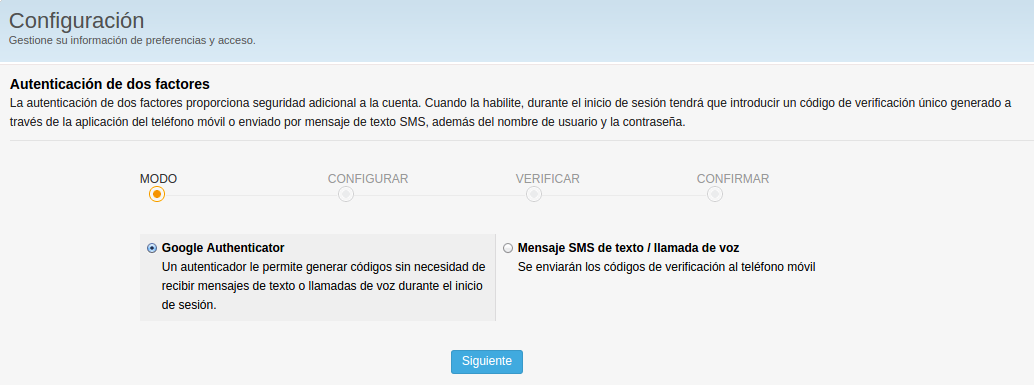 Configuración
Gestione su información de preferencias y acceso.
Autenticación de dos factores
La autenticación de dos factores proporciona seguridad adicional a la cuenta. Cuando la habilite, durante el inicio de sesión tendrá que introducir un código de verificación único generado a
través de la aplicación del teléfono móvil o enviado por mensaje de texto SMS, además del nombre de usuario y la contraseña.
MODO CONFIGURAR VERIFICAR CONFIRMAR
Google Authenticator
Un autenticador le permite generar códigos sin necesidad de
recibir mensajes de texto o llamadas de voz durante el inicio
de sesión.
Mensaje SMS de texto / llamada de voz
Se enviarán los códigos de verificación al teléfono móvil
Siguiente